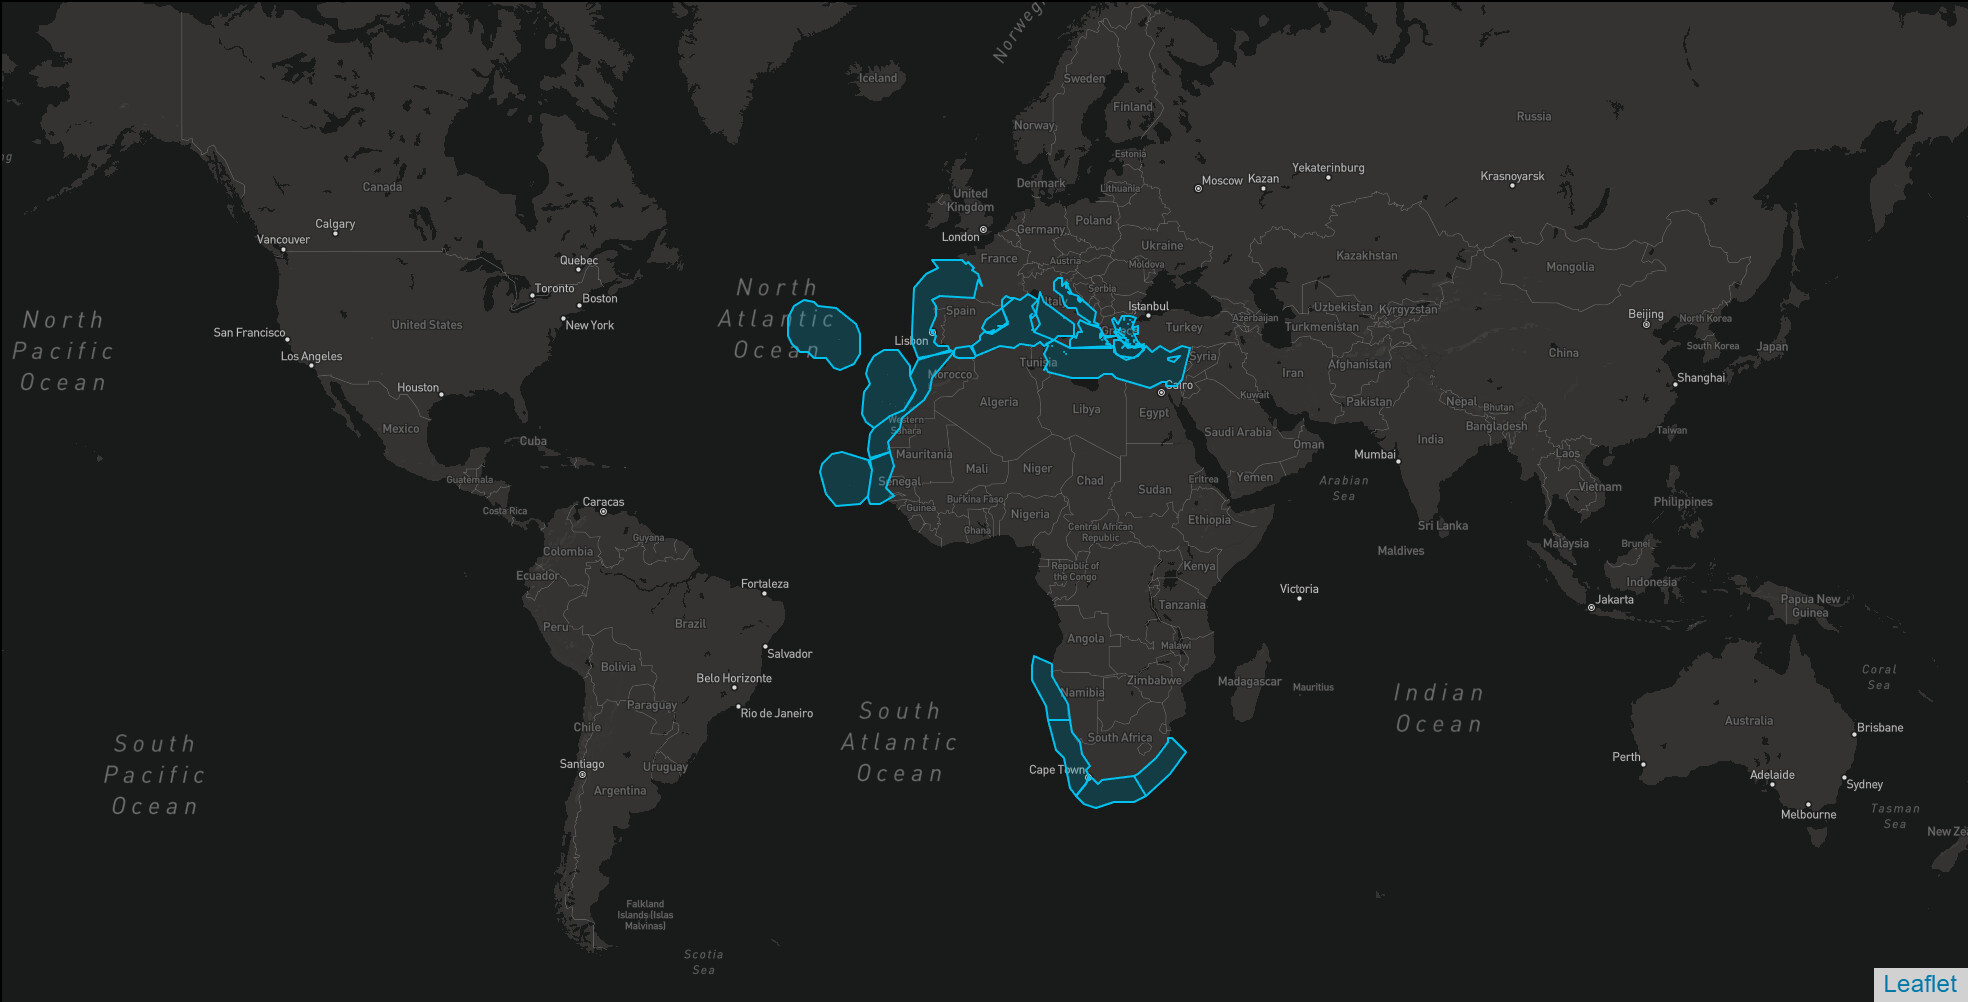 Norwegi
Iceland
Sweden
Finland
Norway
Russia
ng
Estonia
Canada
Denmark
Lithuania
Moscow
Kazan
Yekaterinburg
Krasnoyarsk
United
Kingdom
Poland
Calgary
Vancouver
London
Germany
Ukraine
Quebec
France
Austria
Moldova
Kazakhstan
Mongolia
Toronto
Boston
North
Atlantic
Ocean
Serbia
Italy
Istanbul
Spain
Uzbekistan
Kyrgyzstan
Beijing
North Korea
North
Pacific
Ocean
San Francisco
United States
New York
Lisbon
Greece
Turkey
Azerbaijan
Turkmenistan
South Korea
Japan
Los Angeles
Tunisia
Syria
China
Morocco
Iran
Afghanistan
Houston
Cairo
Shanghai
Algeria
Libya
Egypt
Kuwait
Pakistan
Nepal
Bhutan
Mexico
Western
Sahara
Saudi Arabia
Bangladesh
Taiwan
Cuba
Oman
India
Mauritania
Mumbai
Laos
Mali
Niger
Chad
Guatemala
Senegal
Eritrea
Yemen
Arabian
Sea
Sudan
Vietnam
Philippines
Caracas
Costa Rica
Burkina Faso
Guinea
Nigeria
Ethiopia
Ghana
Central African
Republic
Sri Lanka
Guyana
Colombia
Maldives
Malaysia
Brunei
Ecuador
Republic of
the Congo
Kenya
Fortaleza
Victoria
Indonesia
Jakarta
Papua New
Guinea
Tanzania
Peru
Brazil
Angola
Malawi
Salvador
Bolivia
Coral
Sea
Belo Horizonte
Zimbabwe
Madagascar
Mauritius
Namibia
Indian
Ocean
Paraguay
Rio de Janeiro
South
Atlantic
Ocean
Australia
Chile
Brisbane
South Africa
South
Pacific
Ocean
Santiago
Uruguay
Cape Town
Perth
Adelaide
Sydney
Argentina
Melbourne
Tasman
Sea
New Zea
Falkland
Islands (Islas
Malvinas)
Scotia
Sea
Leaflet